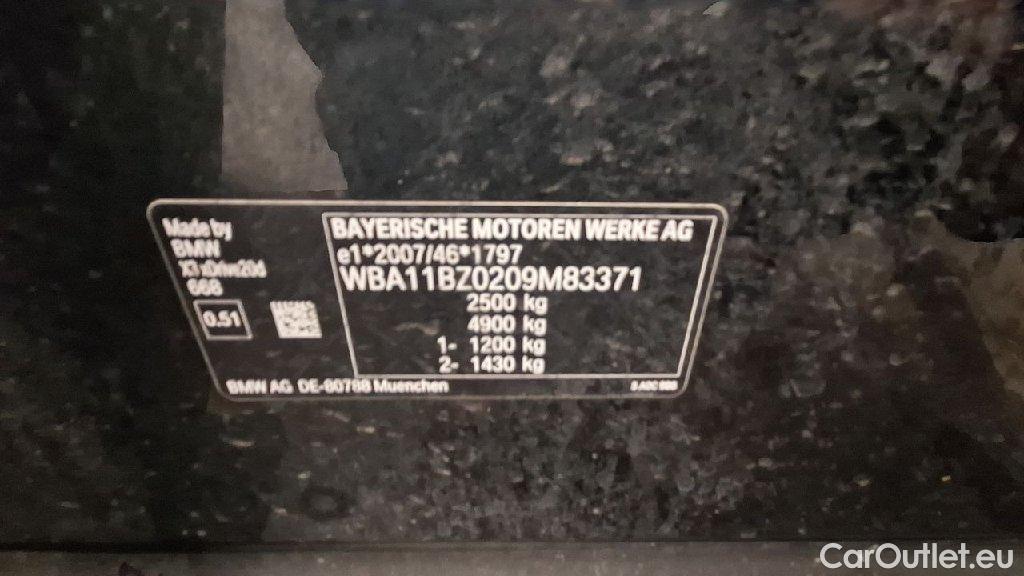 Made by
BMW
X3 xDrive20d
668
0.51
BAYERISCHE MOTOREN WERKE AG
e1*2007/46*1797
WBA11BZ0209M83371
2500 kg
4900 kg
1- 1200 kg
2- 1430 kg
BMW AG DE-80788 Muenchen
CarOutlet.eu